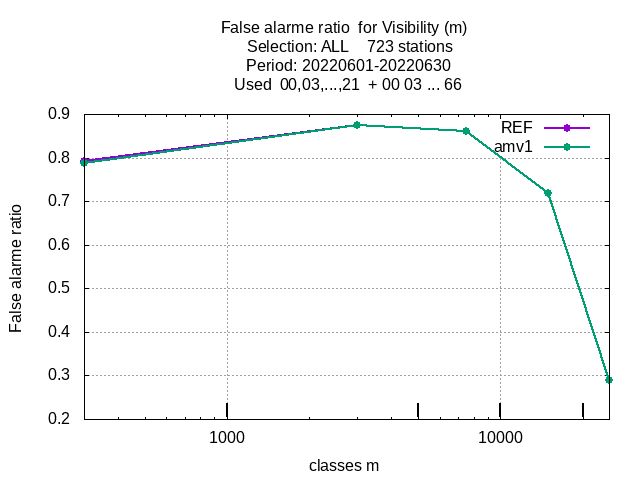 False alarme ratio  for Visibility (m)
Selection: ALL    723 stations
Period: 20220601-20220630
Used  00,03,...,21  + 00 03 ... 66
REF
amv1
0.9
0.8
0.7
0.6
0.5
0.4
0.3
0.2
False alarme ratio
1000
10000
classes m